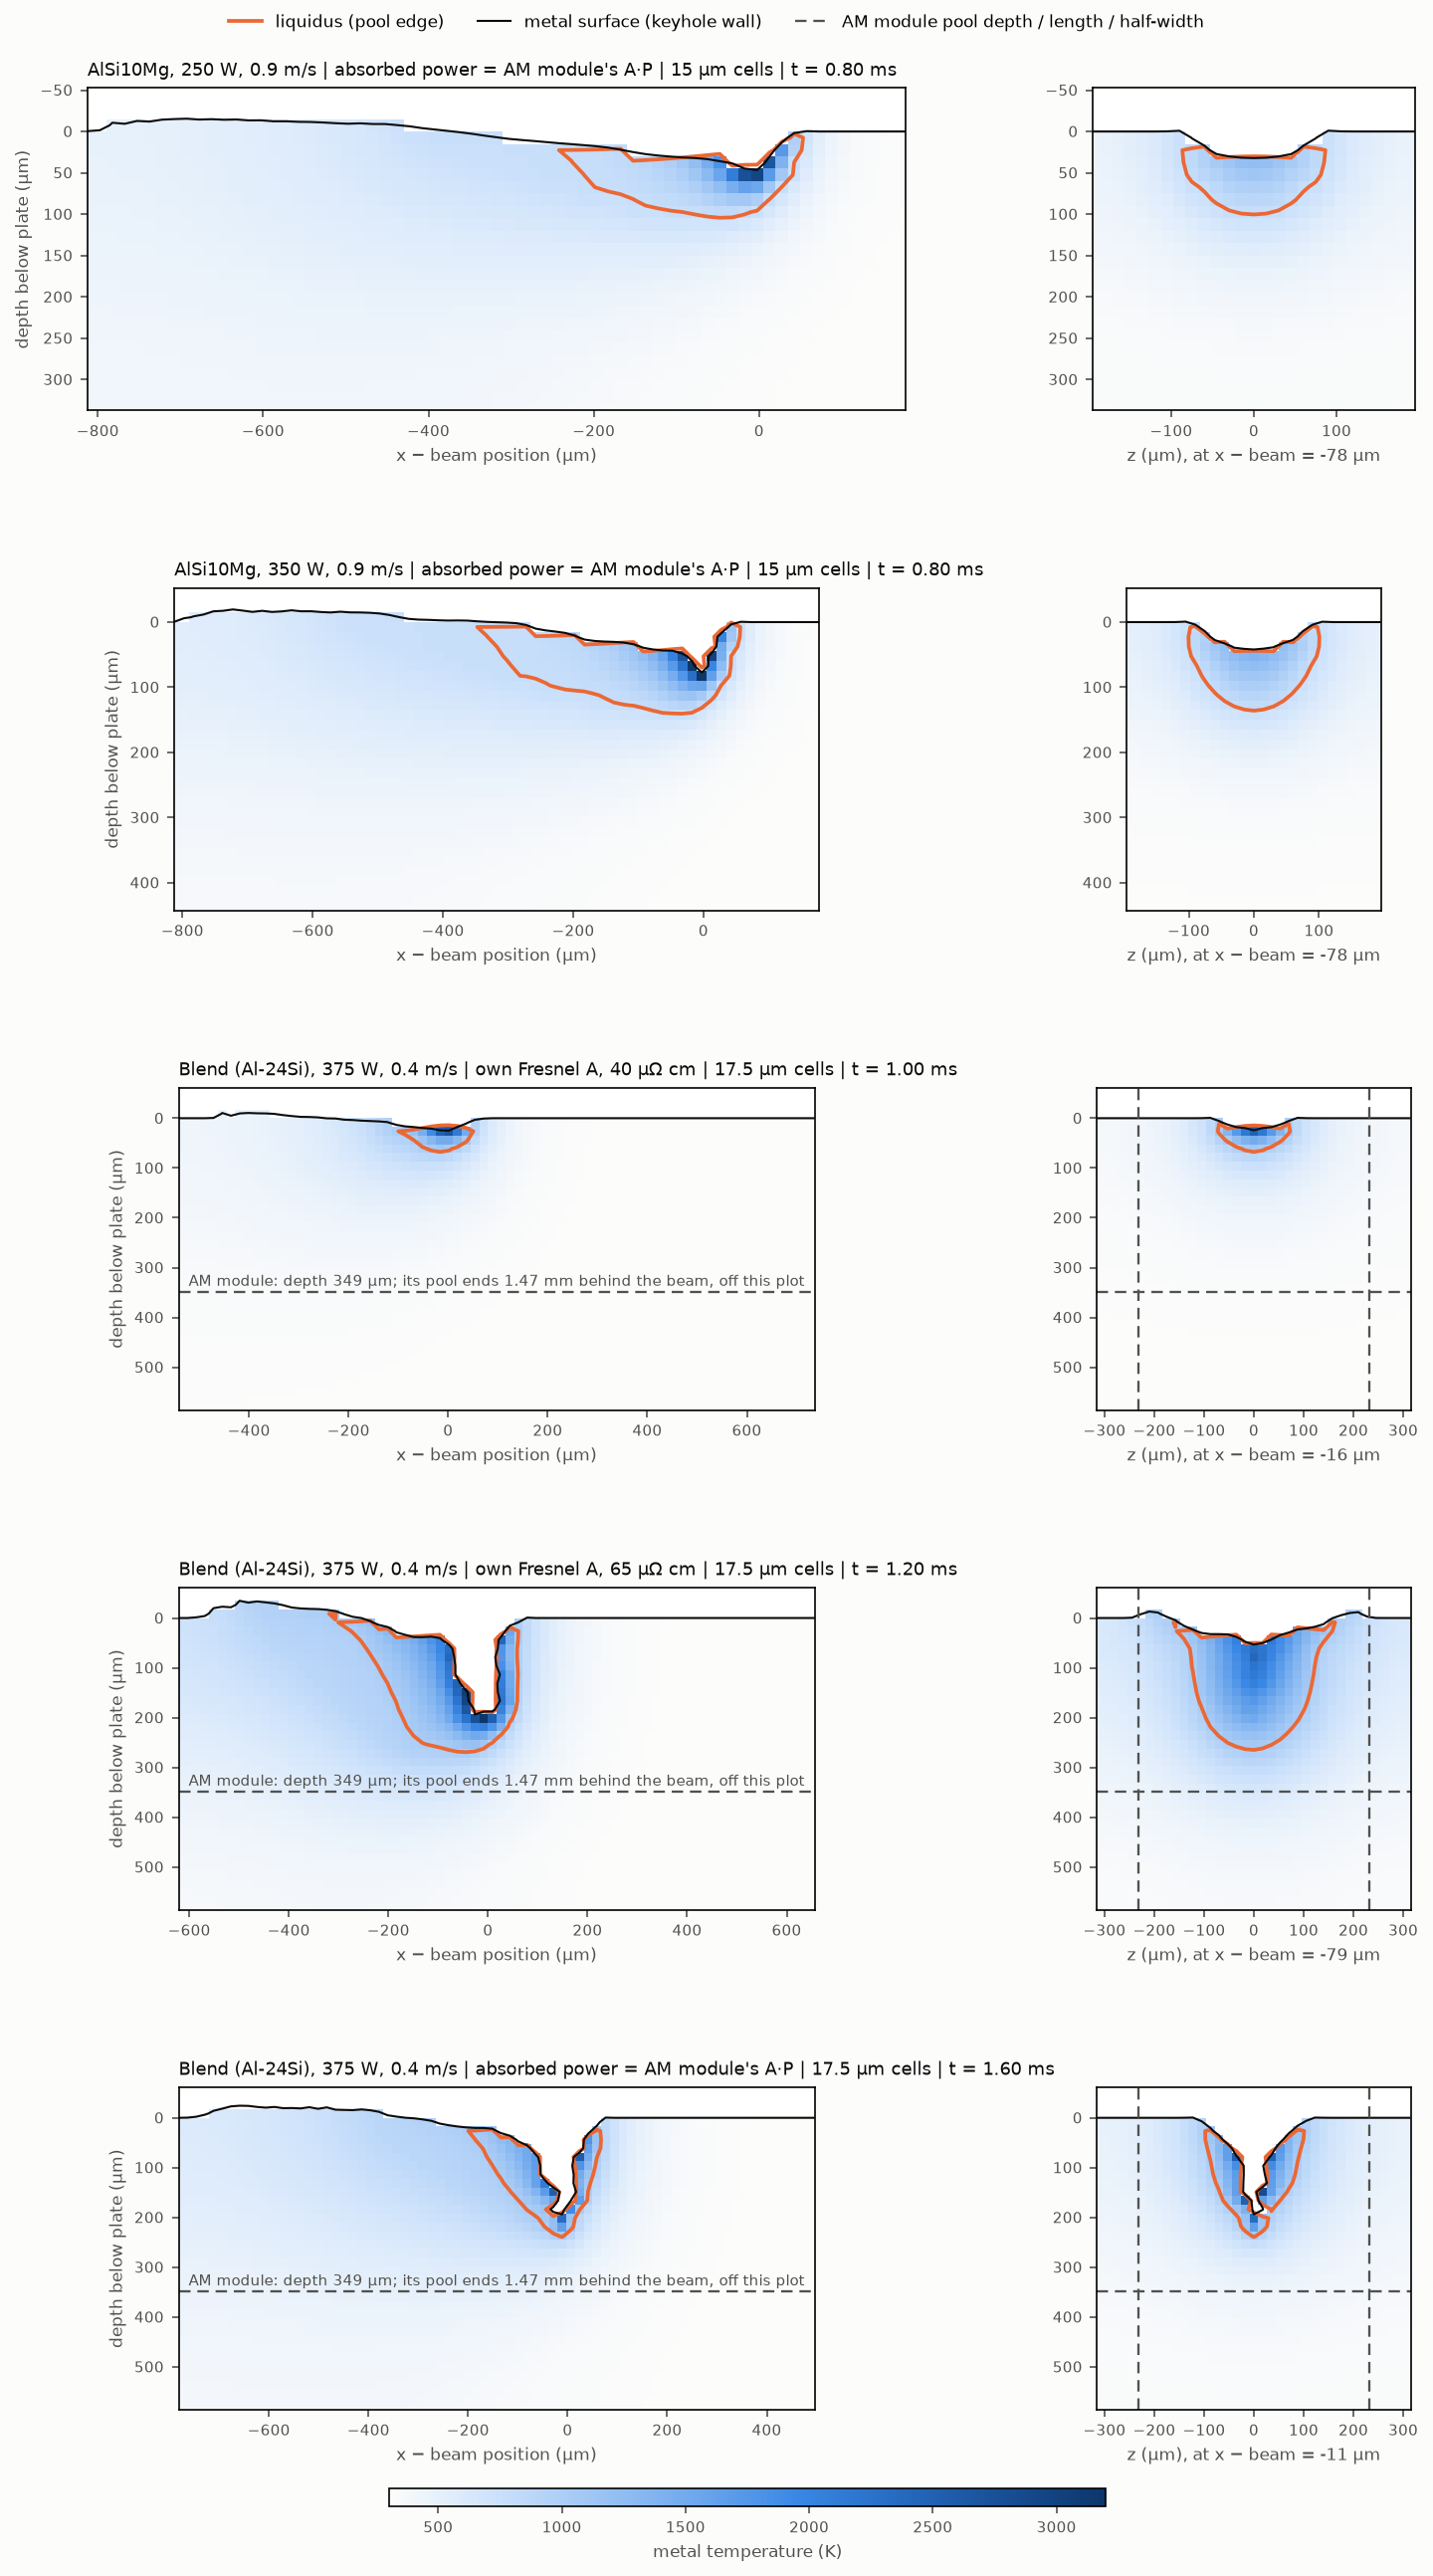 liquidus (pool edge) metal surface (keyhole wall) AM module pool depth / length / half-width
AlSi10Mg, 250 W, 0.9 m/s | absorbed power = AM module's A·P | 15 µm cells | t = 0.80 ms
depth below plate (µm)
−50
0
50
100
150
200
250
300
−800 −600 −400 −200 0
x − beam position (µm)
−50
0
50
100
150
200
250
300
−100 0 100
z (µm), at x − beam = -78 µm
AlSi10Mg, 350 W, 0.9 m/s | absorbed power = AM module's A·P | 15 µm cells | t = 0.80 ms
depth below plate (µm)
0
100
200
300
400
−800 −600 −400 −200 0
x − beam position (µm)
0
100
200
300
400
−100 0 100
z (µm), at x − beam = -78 µm
Blend (Al-24Si), 375 W, 0.4 m/s | own Fresnel A, 40 µΩ cm | 17.5 µm cells | t = 1.00 ms
depth below plate (µm)
0
100
200
300
400
500
AM module: depth 349 µm; its pool ends 1.47 mm behind the beam, off this plot
−400 −200 0 200 400 600
x − beam position (µm)
0
100
200
300
400
500
−300 −200 −100 0 100 200 300
z (µm), at x − beam = -16 µm
Blend (Al-24Si), 375 W, 0.4 m/s | own Fresnel A, 65 µΩ cm | 17.5 µm cells | t = 1.20 ms
depth below plate (µm)
0
100
200
300
400
500
AM module: depth 349 µm; its pool ends 1.47 mm behind the beam, off this plot
−600 −400 −200 0 200 400 600
x − beam position (µm)
0
100
200
300
400
500
−300 −200 −100 0 100 200 300
z (µm), at x − beam = -79 µm
Blend (Al-24Si), 375 W, 0.4 m/s | absorbed power = AM module's A·P | 17.5 µm cells | t = 1.60 ms
depth below plate (µm)
0
100
200
300
400
500
AM module: depth 349 µm; its pool ends 1.47 mm behind the beam, off this plot
−600 −400 −200 0 200 400
x − beam position (µm)
0
100
200
300
400
500
−300 −200 −100 0 100 200 300
z (µm), at x − beam = -11 µm
500 1000 1500 2000 2500 3000
metal temperature (K)